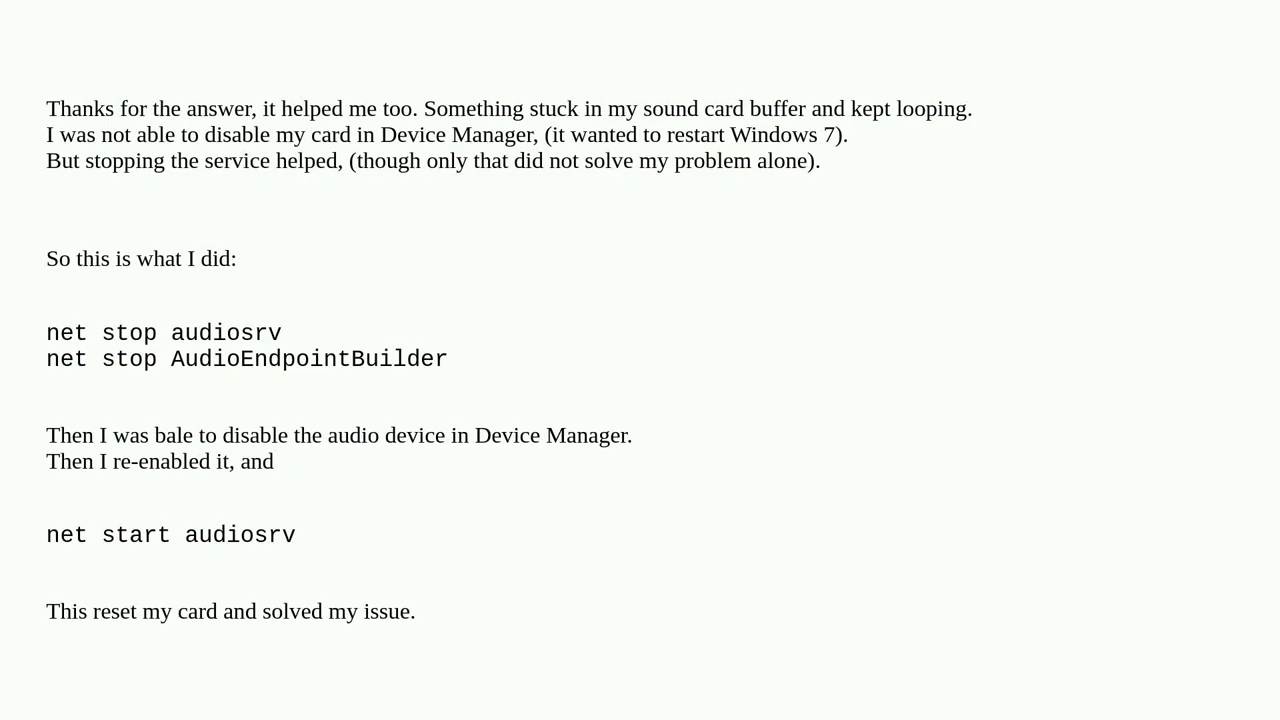 Thanks for the answer, it helped me too. Something stuck in my sound card buffer and kept looping.
I was not able to disable my card in Device Manager, (it wanted to restart Windows 7).
But stopping the service helped, (though only that did not solve my problem alone).
So this is what I did:
net stop audiosrv
net stop AudioEndpointBuilder
Then I was bale to disable the audio device in Device Manager.
Then I re-enabled it, and
net start audiosrv
This reset my card and solved my issue.